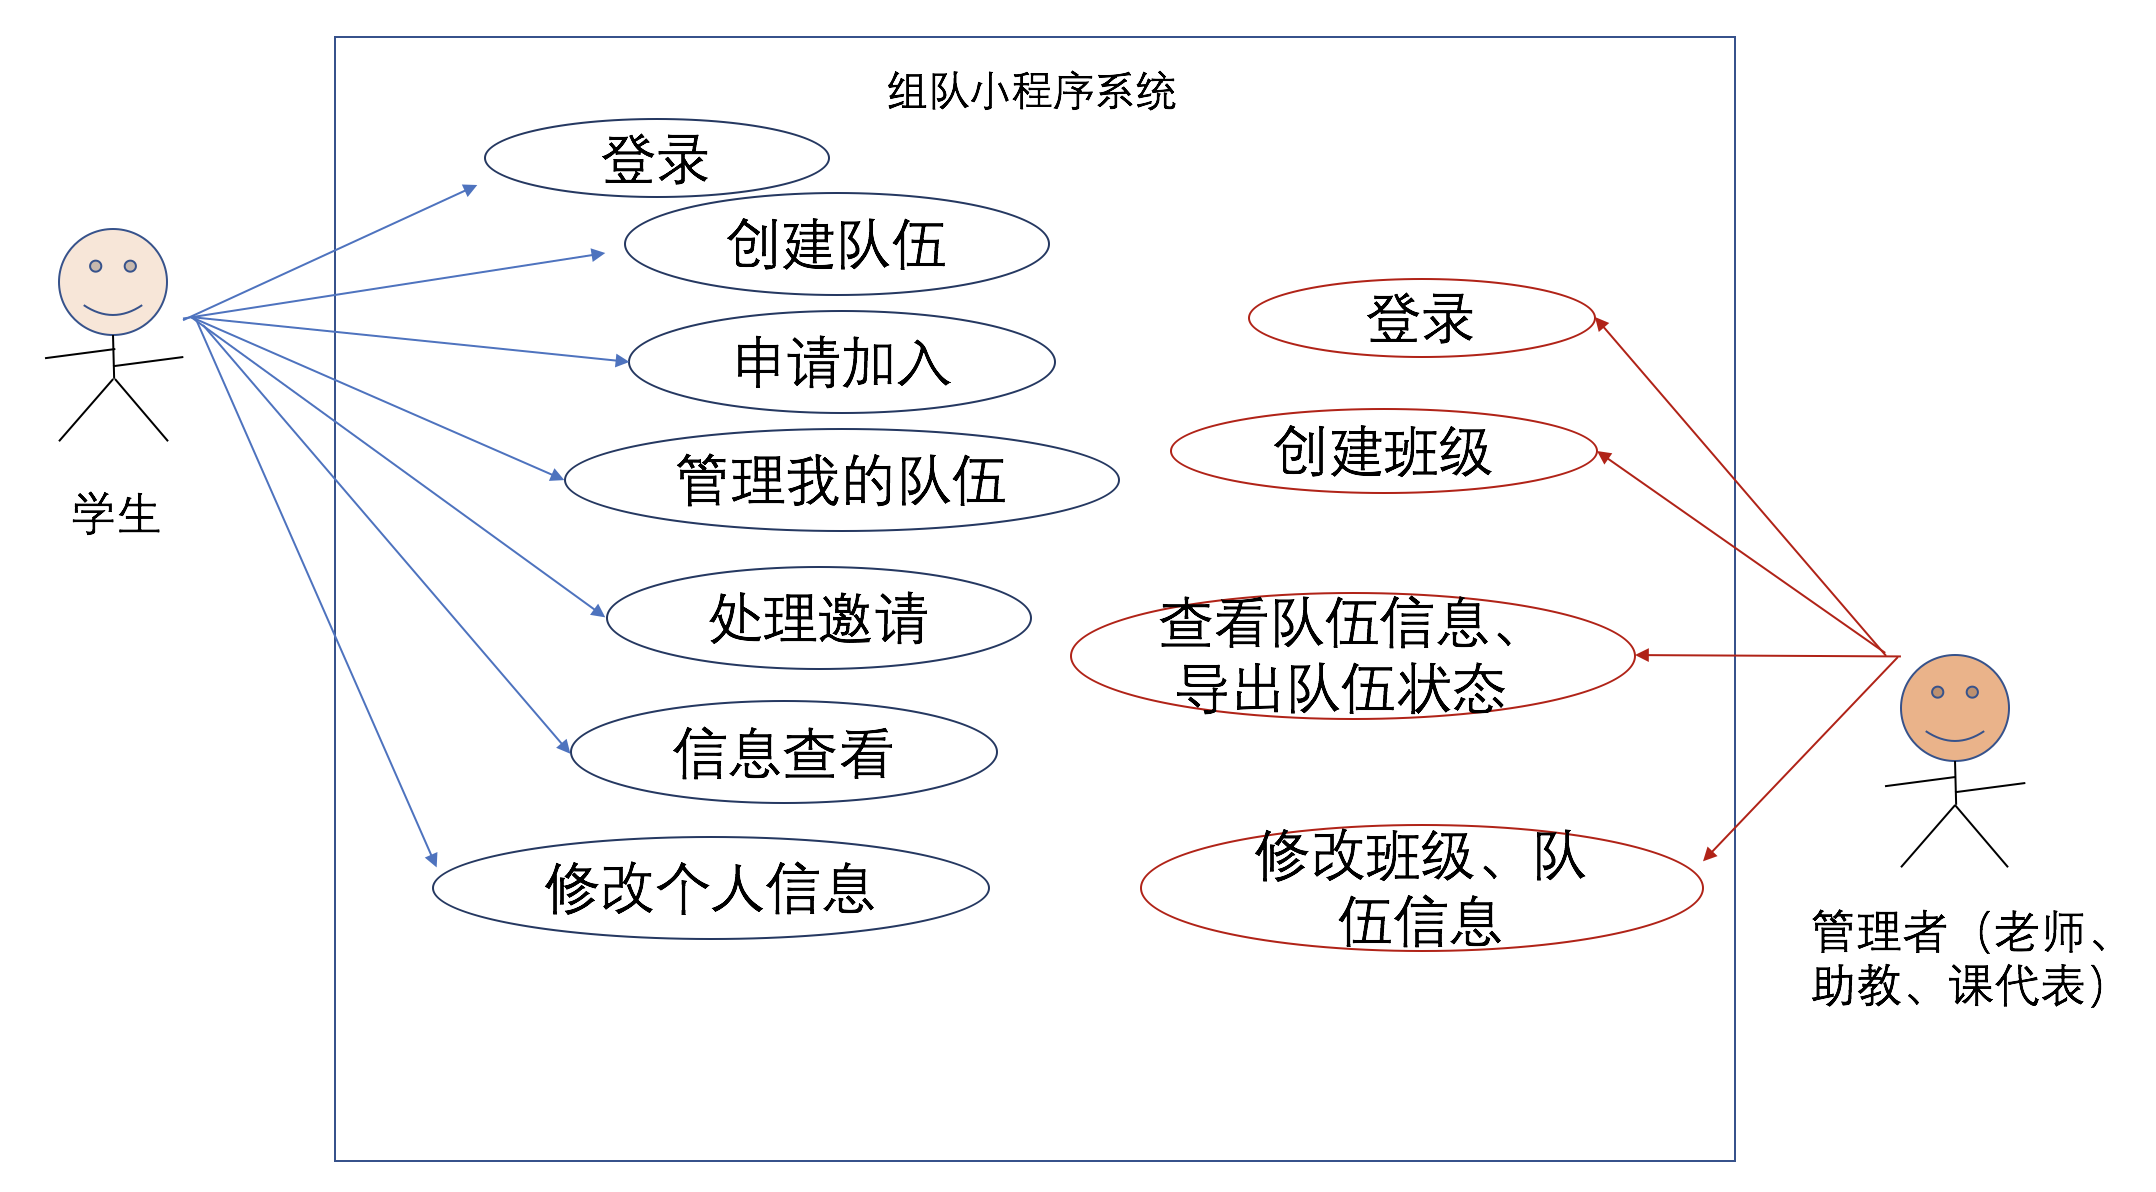 组队小程序系统
登录
创建队伍
申请加入
管理我的队伍
处理邀请
信息查看
修改个人信息
学生
登录
创建班级
查看队伍信息、
导出队伍状态
修改班级、队
伍信息
管理者（老师、
助教、课代表）